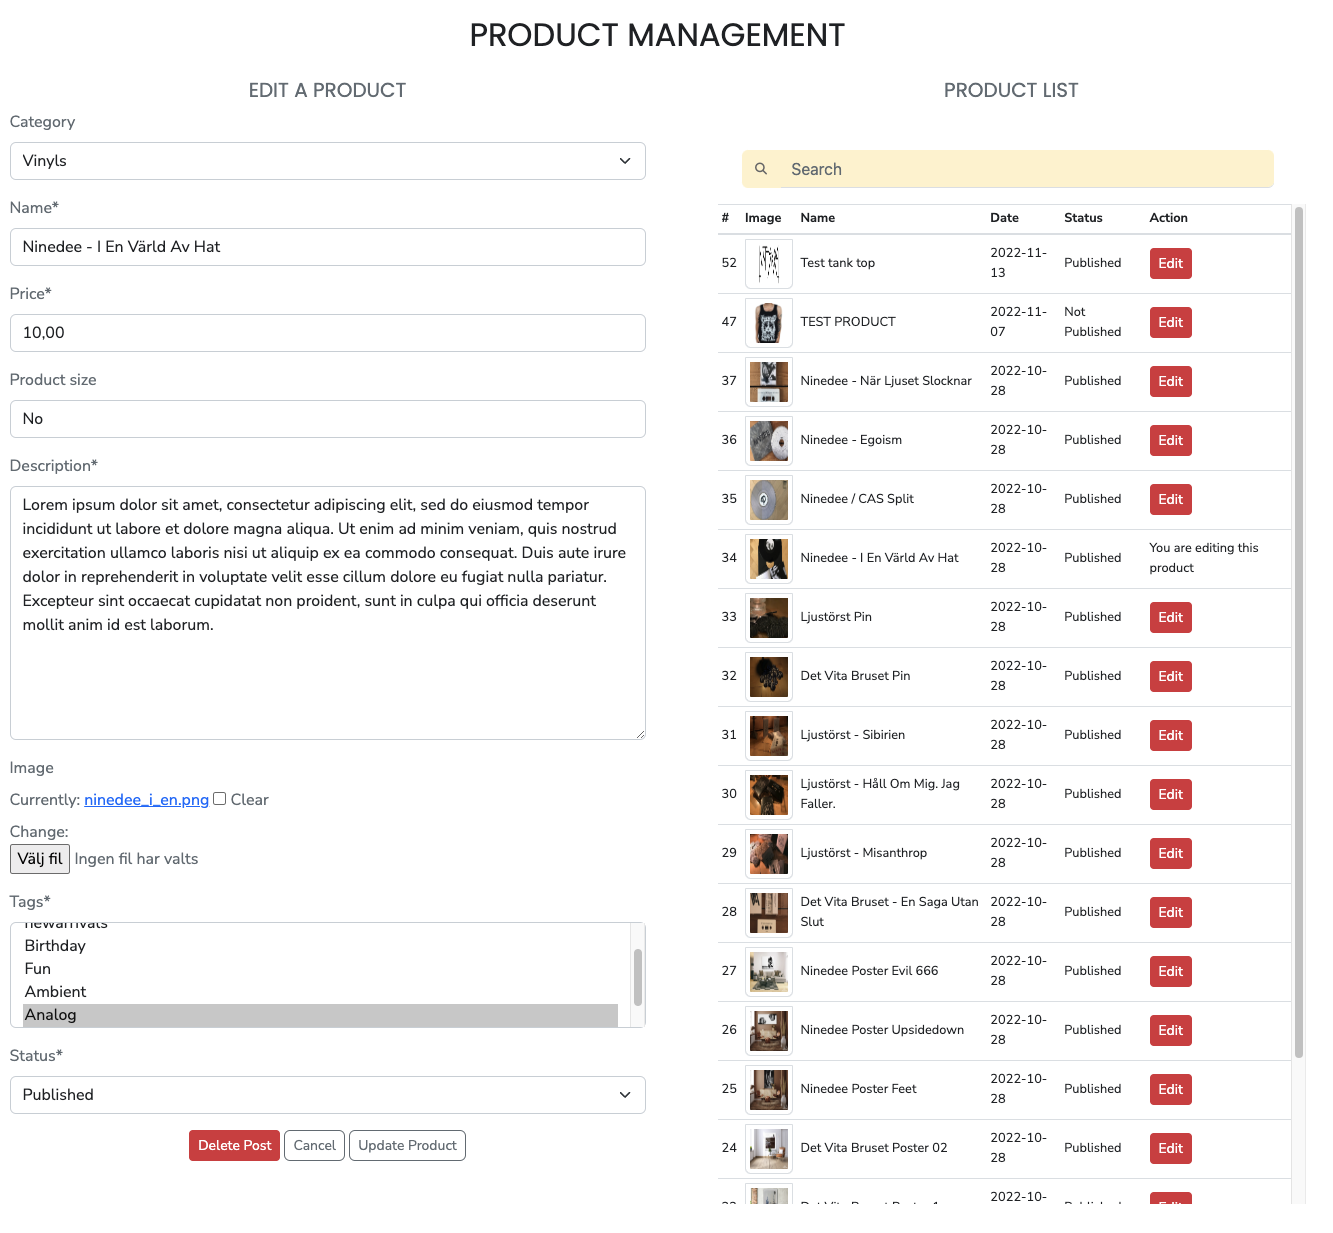 PRODUCT MANAGEMENT
EDIT A PRODUCT
Category
Vinyls
Name*
Ninedee - I En Värld Av Hat
Price*
10,00
Product size
No
Description*
Lorem ipsum dolor sit amet, consectetur adipiscing elit, sed do eiusmod tempor
incididunt ut labore et dolore magna aliqua. Ut enim ad minim veniam, quis nostrud
exercitation ullamco laboris nisi ut aliquip ex ea commodo consequat. Duis aute irure
dolor in reprehenderit in voluptate velit esse cillum dolore eu fugiat nulla pariatur.
Excepteur sint occaecat cupidatat non proident, sunt in culpa qui officia deserunt
mollit anim id est laborum.
Image
Currently: ninedee_i_en.png Clear
Change:
Välj fil Ingen fil har valts
Tags*
newarrivals
Birthday
Fun
Ambient
Analog
Status*
Published
Delete Post Cancel Update Product
PRODUCT LIST
Search
# Image Name Date Status Action
52 Test tank top 2022-11-13 Published Edit
47 TEST PRODUCT 2022-11-07 Not Published Edit
37 Ninedee - När Ljuset Slocknar 2022-10-28 Published Edit
36 Ninedee - Egoism 2022-10-28 Published Edit
35 Ninedee / CAS Split 2022-10-28 Published Edit
34 Ninedee - I En Värld Av Hat 2022-10-28 Published You are editing this product
33 Ljustörst Pin 2022-10-28 Published Edit
32 Det Vita Bruset Pin 2022-10-28 Published Edit
31 Ljustörst - Sibirien 2022-10-28 Published Edit
30 Ljustörst - Håll Om Mig. Jag Faller. 2022-10-28 Published Edit
29 Ljustörst - Misanthrop 2022-10-28 Published Edit
28 Det Vita Bruset - En Saga Utan Slut 2022-10-28 Published Edit
27 Ninedee Poster Evil 666 2022-10-28 Published Edit
26 Ninedee Poster Upsidedown 2022-10-28 Published Edit
25 Ninedee Poster Feet 2022-10-28 Published Edit
24 Det Vita Bruset Poster 02 2022-10-28 Published Edit
2022-10-